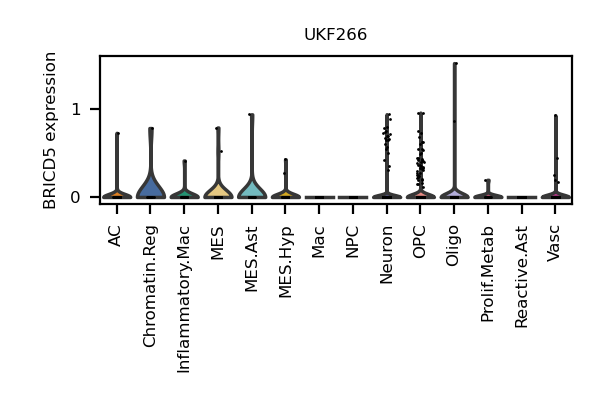 UKF266
BRICD5 expression
1
0
AC
Chromatin.Reg
Inflammatory.Mac
MES
MES.Ast
MES.Hyp
Mac
NPC
Neuron
OPC
Oligo
Prolif.Metab
Reactive.Ast
Vasc